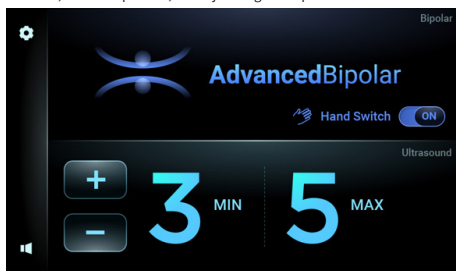 Bipolar
AdvancedBipolar
Hand Switch ON
Ultrasound
+ 3 MIN 5 MAX
−